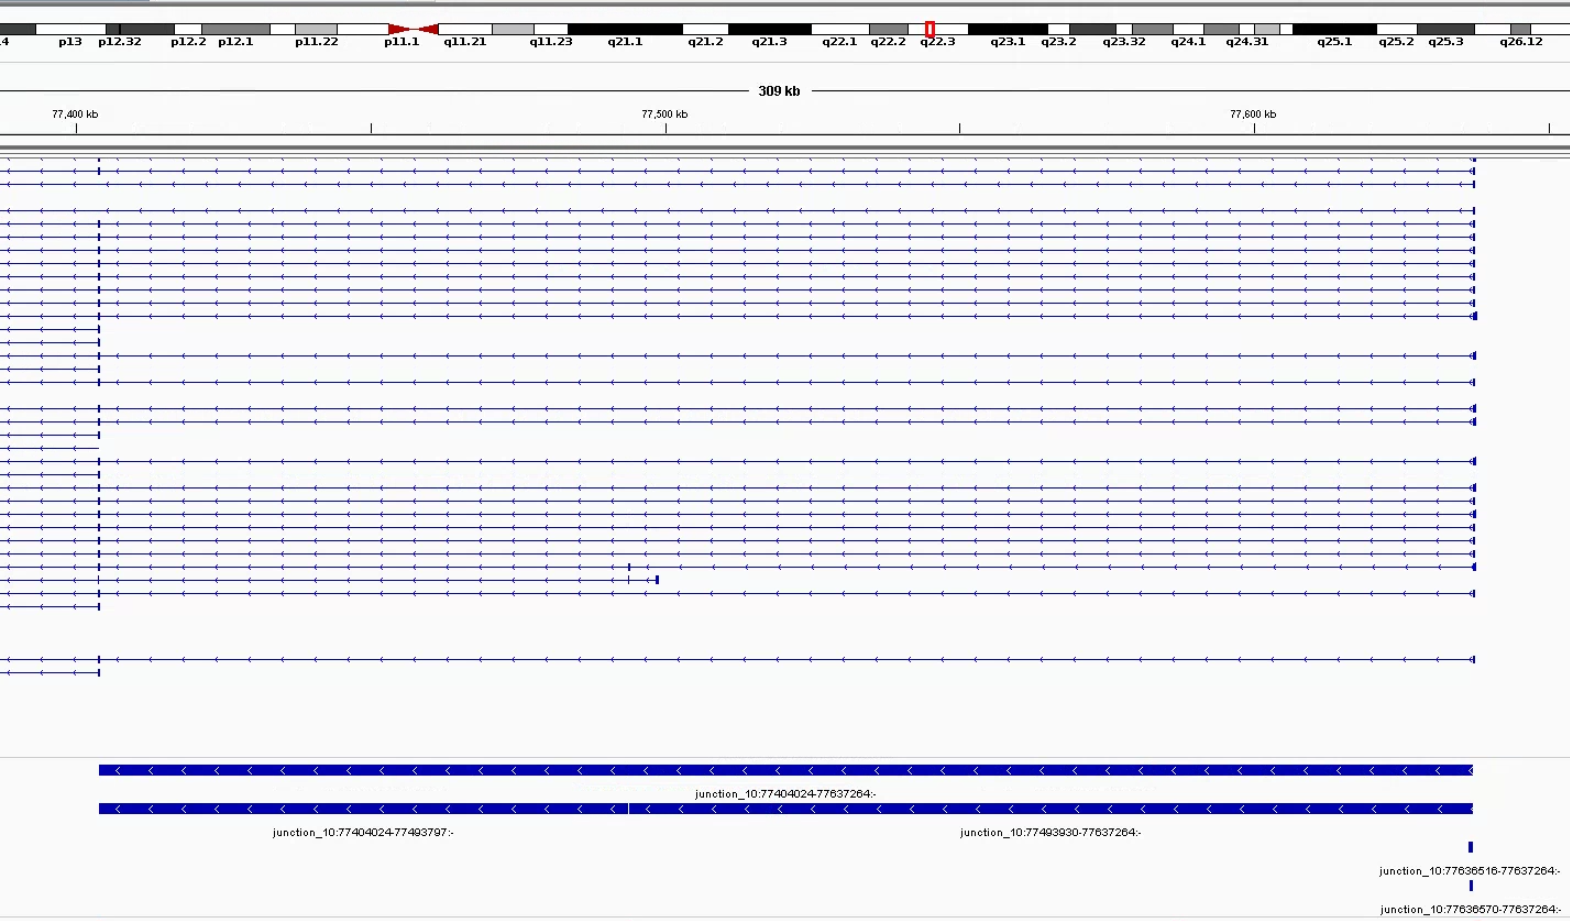 4 p13 p12.32 p12.2 p12.1 p11.22 p11.1 q11.21 q11.23 q21.1 q21.2 q21.3 q22.1 q22.2 q22.3 q23.1 q23.2 q23.32 q24.1 q24.31 q25.1 q25.2 q25.3 q26.12
309 kb
77,400 kb 77,500 kb 77,600 kb
junction_10:77404024-77637264:-
junction_10:77404024-77493797:- junction_10:77493930-77637264:-
junction_10:77636516-77637264:-
junction_10:77636570-77637264:-